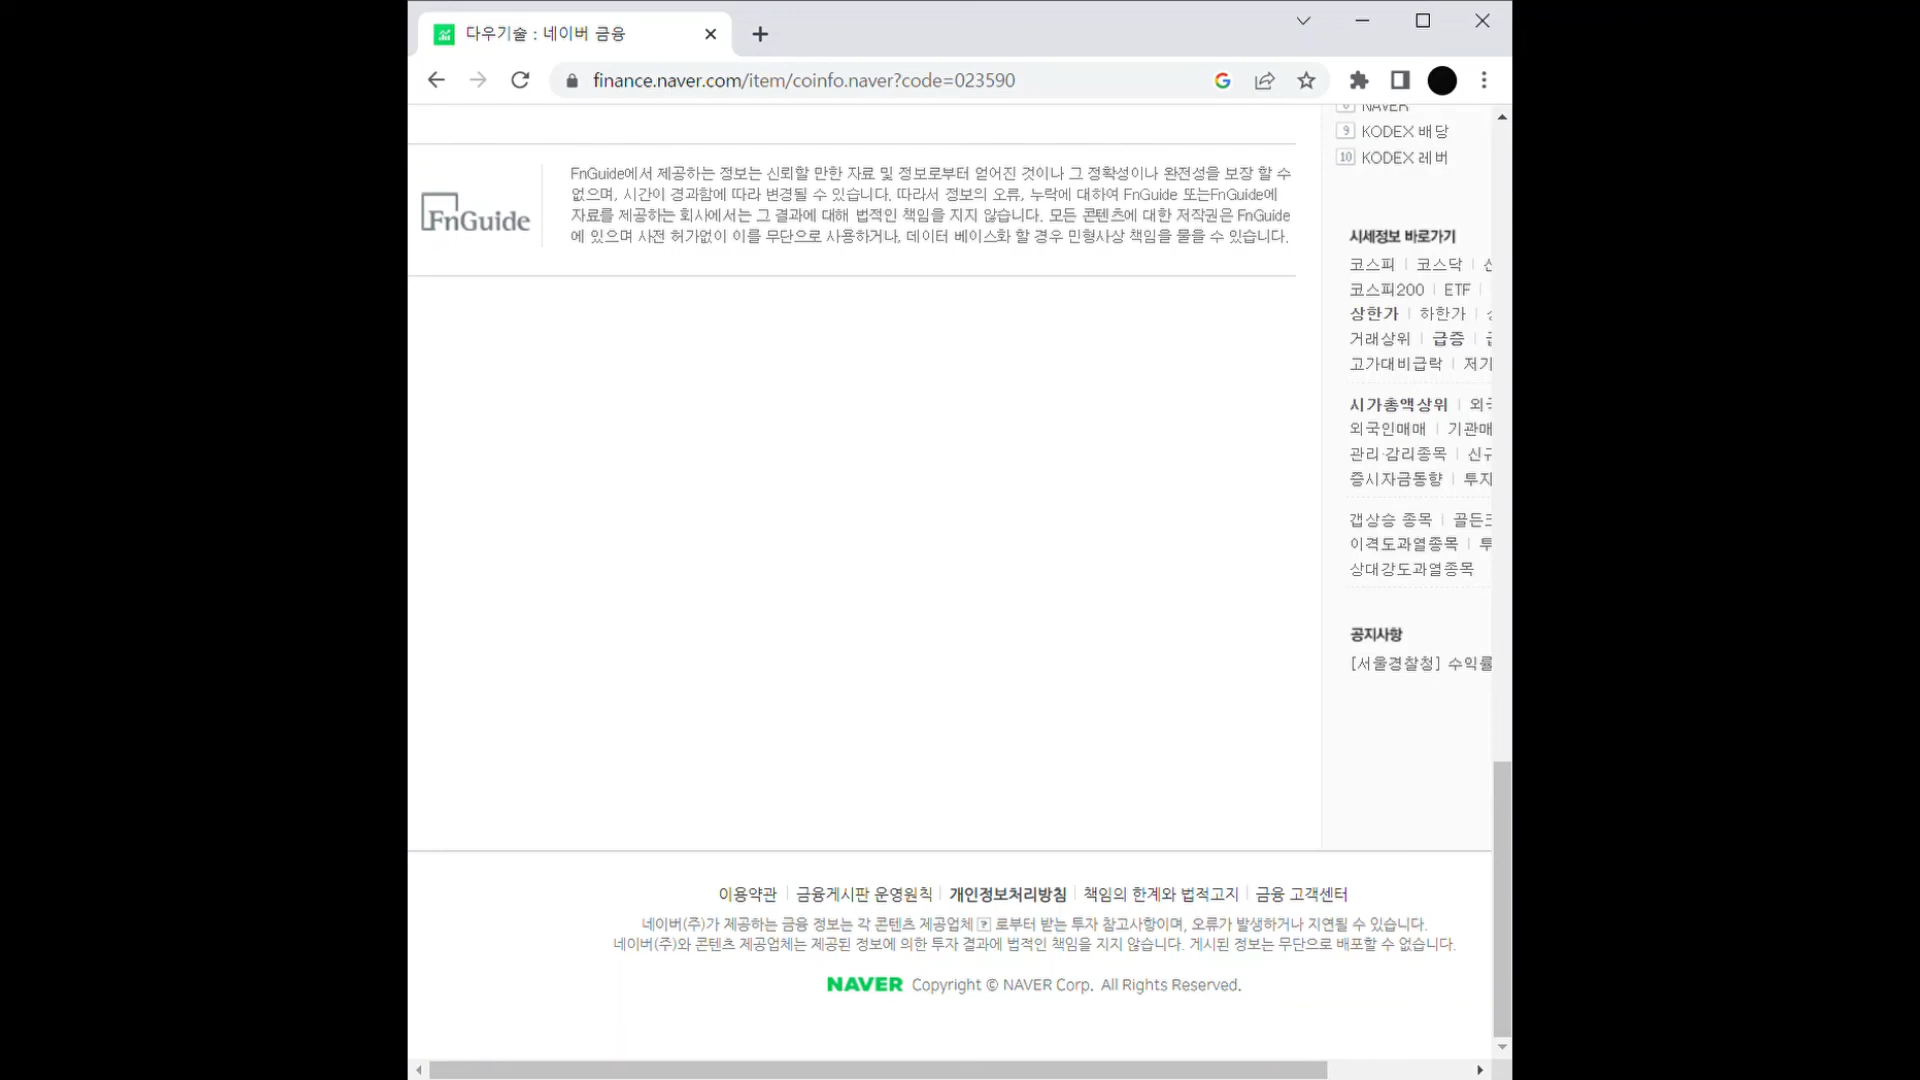 다우기술 : 네이버 금융
finance.naver.com/item/coinfo.naver?code=023590
NAVER
9 KODEX 배당
10 KODEX 레버
FnGuide
FnGuide에서 제공하는 정보는 신뢰할 만한 자료 및 정보로부터 얻어진 것이나 그 정확성이나 완전성을 보장 할 수
없으며, 시간이 경과함에 따라 변경될 수 있습니다. 따라서 정보의 오류, 누락에 대하여 FnGuide 또는FnGuide에
자료를 제공하는 회사에서는 그 결과에 대해 법적인 책임을 지지 않습니다. 모든 콘텐츠에 대한 저작권은 FnGuide
에 있으며 사전 허가없이 이를 무단으로 사용하거나, 데이터 베이스화 할 경우 민형사상 책임을 물을 수 있습니다.
시세정보 바로가기
코스피 | 코스닥 |
코스피200 | ETF |
상한가 | 하한가 |
거래상위 | 급증 |
고가대비급락 | 저가
시가총액상위 | 외국
외국인매매 | 기관매
관리·감리종목 | 신규
증시자금동향 | 투자
갭상승 종목 | 골든크
이격도과열종목 | 투
상대강도과열종목
공지사항
[서울경찰청] 수익률
이용약관 | 금융게시판 운영원칙 | 개인정보처리방침 | 책임의 한계와 법적고지 | 금융 고객센터
네이버(주)가 제공하는 금융 정보는 각 콘텐츠 제공업체 ? 로부터 받는 투자 참고사항이며, 오류가 발생하거나 지연될 수 있습니다.
네이버(주)와 콘텐츠 제공업체는 제공된 정보에 의한 투자 결과에 법적인 책임을 지지 않습니다. 게시된 정보는 무단으로 배포할 수 없습니다.
NAVER Copyright © NAVER Corp. All Rights Reserved.